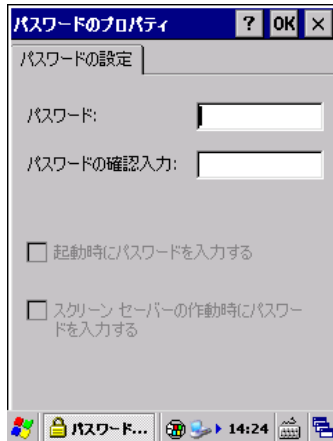 パスワードのプロパティ ? OK ×
パスワードの設定
パスワード:
パスワードの確認入力:
起動時にパスワードを入力する
スクリーン セーバーの作動時にパスワー
ドを入力する
パスワード... 14:24